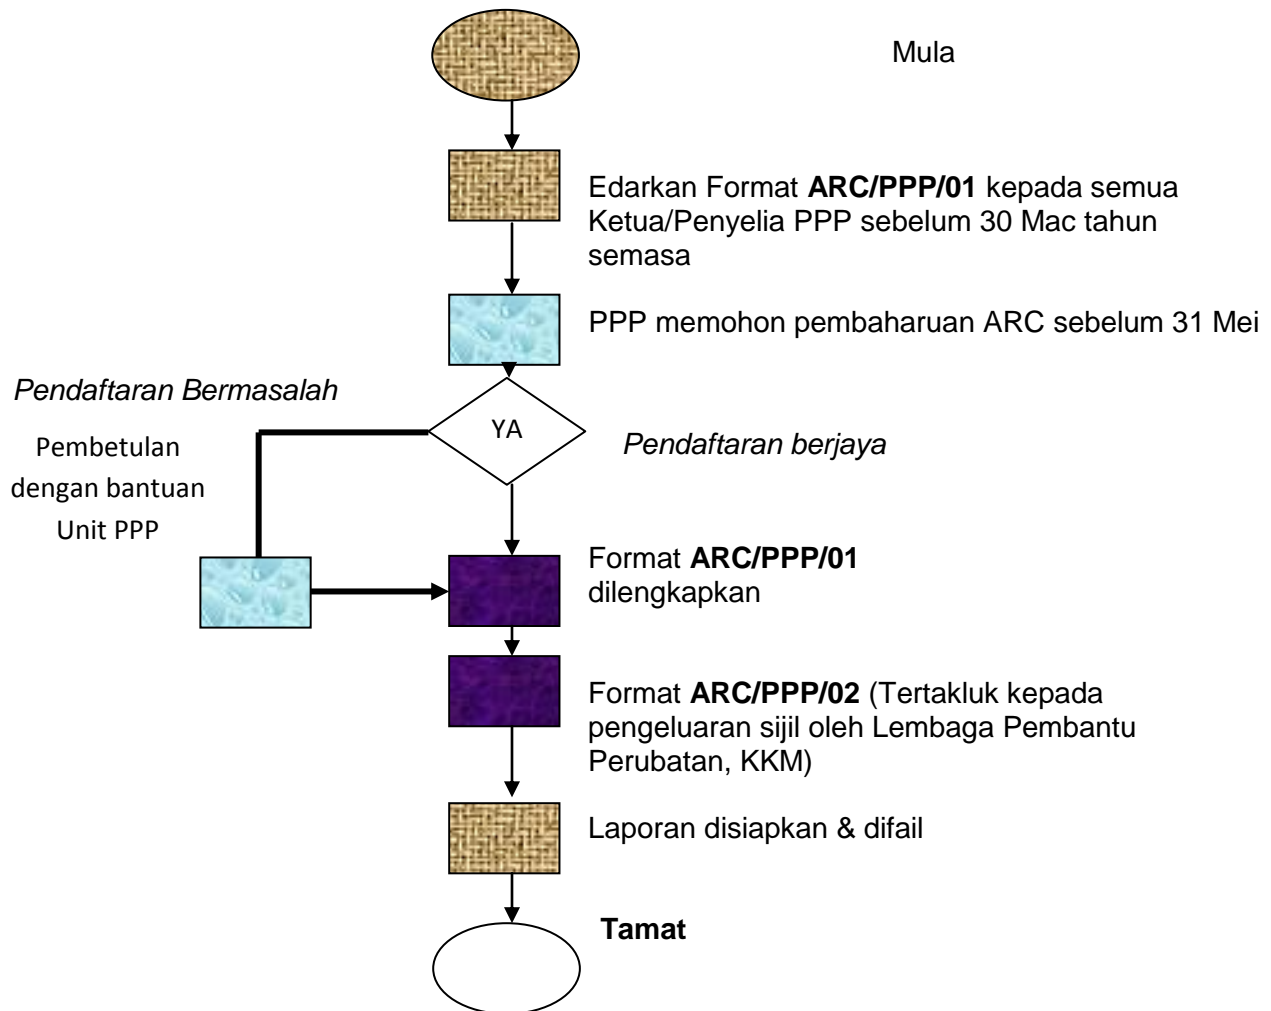 Mula
Edarkan Format ARC/PPP/01 kepada semua
Ketua/Penyelia PPP sebelum 30 Mac tahun
semasa
PPP memohon pembaharuan ARC sebelum 31 Mei
Pendaftaran Bermasalah
Pembetulan
dengan bantuan
Unit PPP
YA
Pendaftaran berjaya
Format ARC/PPP/01
dilengkapkan
Format ARC/PPP/02 (Tertakluk kepada
pengeluaran sijil oleh Lembaga Pembantu
Perubatan, KKM)
Laporan disiapkan & difail
Tamat